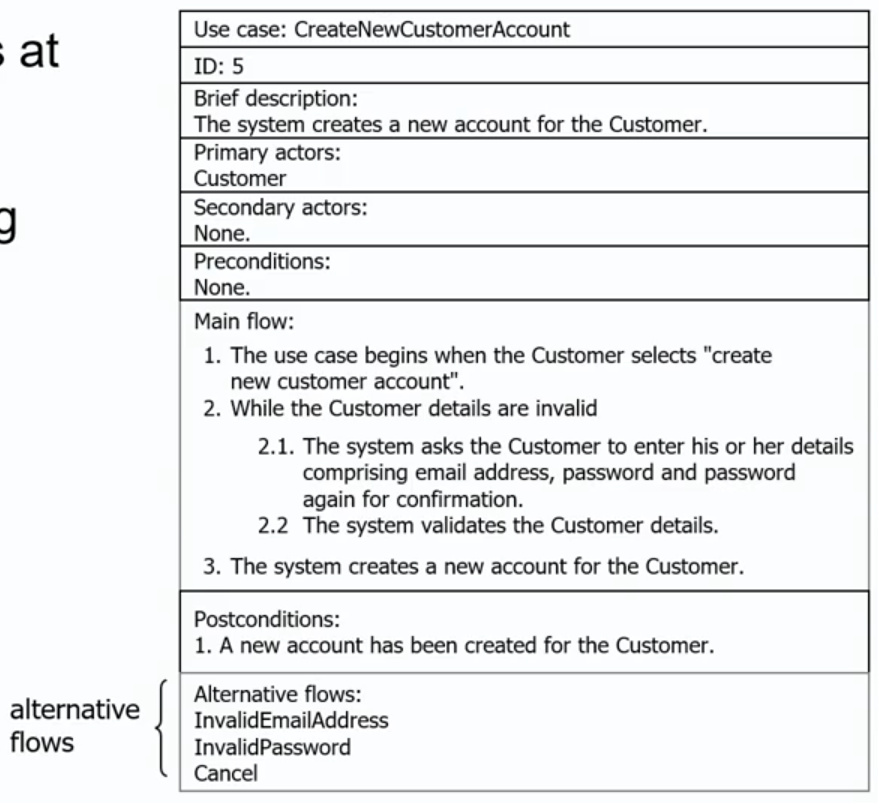 s at
g
Use case: CreateNewCustomerAccount
ID: 5
Brief description:
The system creates a new account for the Customer.
Primary actors:
Customer
Secondary actors:
None.
Preconditions:
None.
Main flow:
1. The use case begins when the Customer selects "create
new customer account".
2. While the Customer details are invalid
2.1. The system asks the Customer to enter his or her details
comprising email address, password and password
again for confirmation.
2.2 The system validates the Customer details.
3. The system creates a new account for the Customer.
Postconditions:
1. A new account has been created for the Customer.
alternative
flows
Alternative flows:
InvalidEmailAddress
InvalidPassword
Cancel